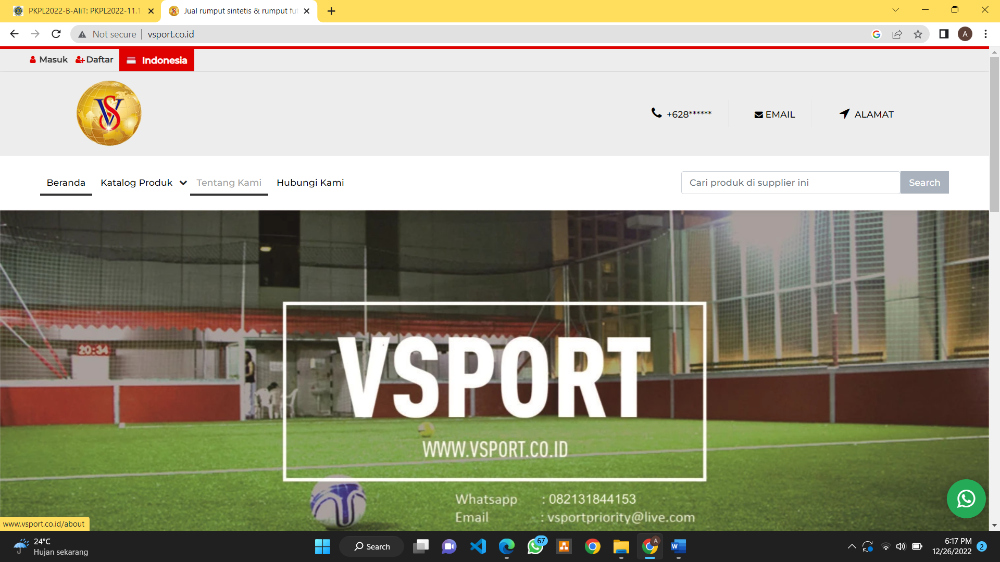 PKPL2022-B-AliT: PKPL2022-11.1
Jual rumput sintetis & rumput fut
Not secure
vsport.co.id
A
Masuk
Daftar
Indonesia
VS
+628******
EMAIL
ALAMAT
Beranda
Katalog Produk
Tentang Kami
Hubungi Kami
Cari produk di supplier ini
Search
20:34
VSPORT
WWW.VSPORT.CO.ID
Whatsapp : 082131844153
Email : vsportpriority@live.com
www.vsport.co.id/about
24°C
Hujan sekarang
Search
67
A
W
6:17 PM
12/26/2022
2